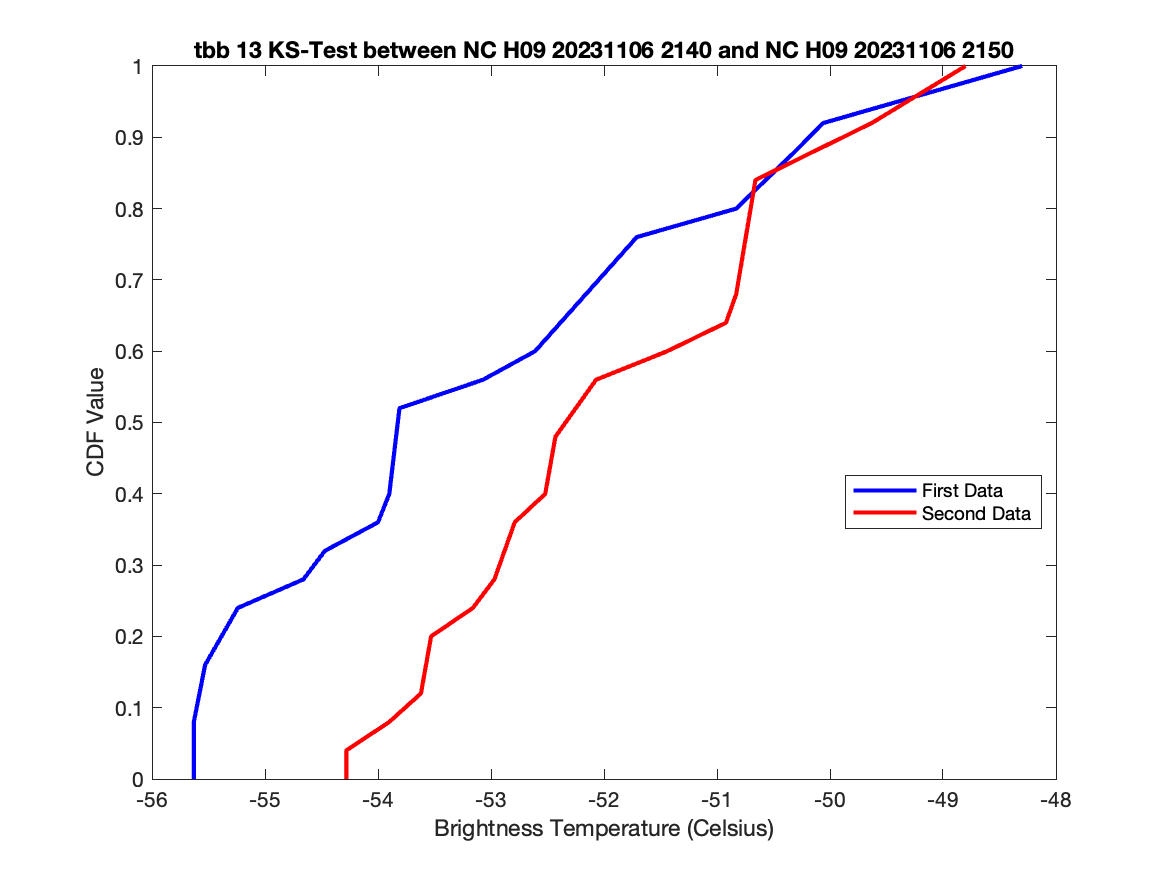 tbb 13 KS-Test between NC H09 20231106 2140 and NC H09 20231106 2150
1
0.9
0.8
0.7
0.6
0.5
0.4
0.3
0.2
0.1
0
CDF Value
First Data
Second Data
-56 -55 -54 -53 -52 -51 -50 -49 -48
Brightness Temperature (Celsius)